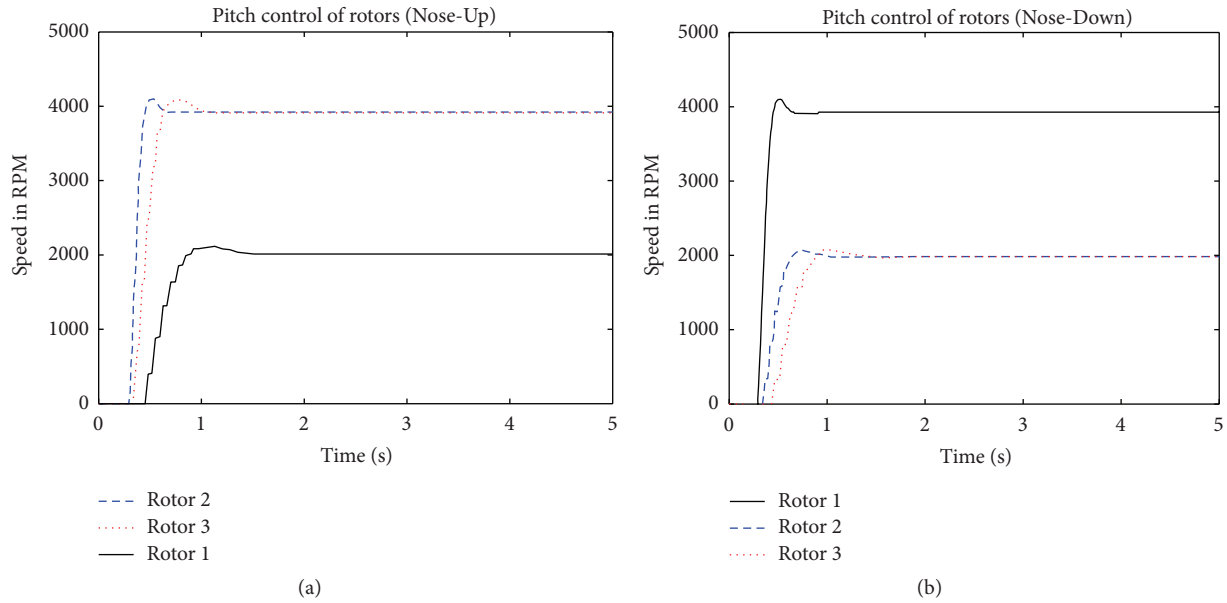 Pitch control of rotors (Nose-Up)
5000
4000
3000
2000
1000
0
Speed in RPM
0 1 2 3 4 5
Time (s)
Rotor 2
Rotor 3
Rotor 1
(a)
Pitch control of rotors (Nose-Down)
5000
4000
3000
2000
1000
0
Speed in RPM
0 1 2 3 4 5
Time (s)
Rotor 1
Rotor 2
Rotor 3
(b)